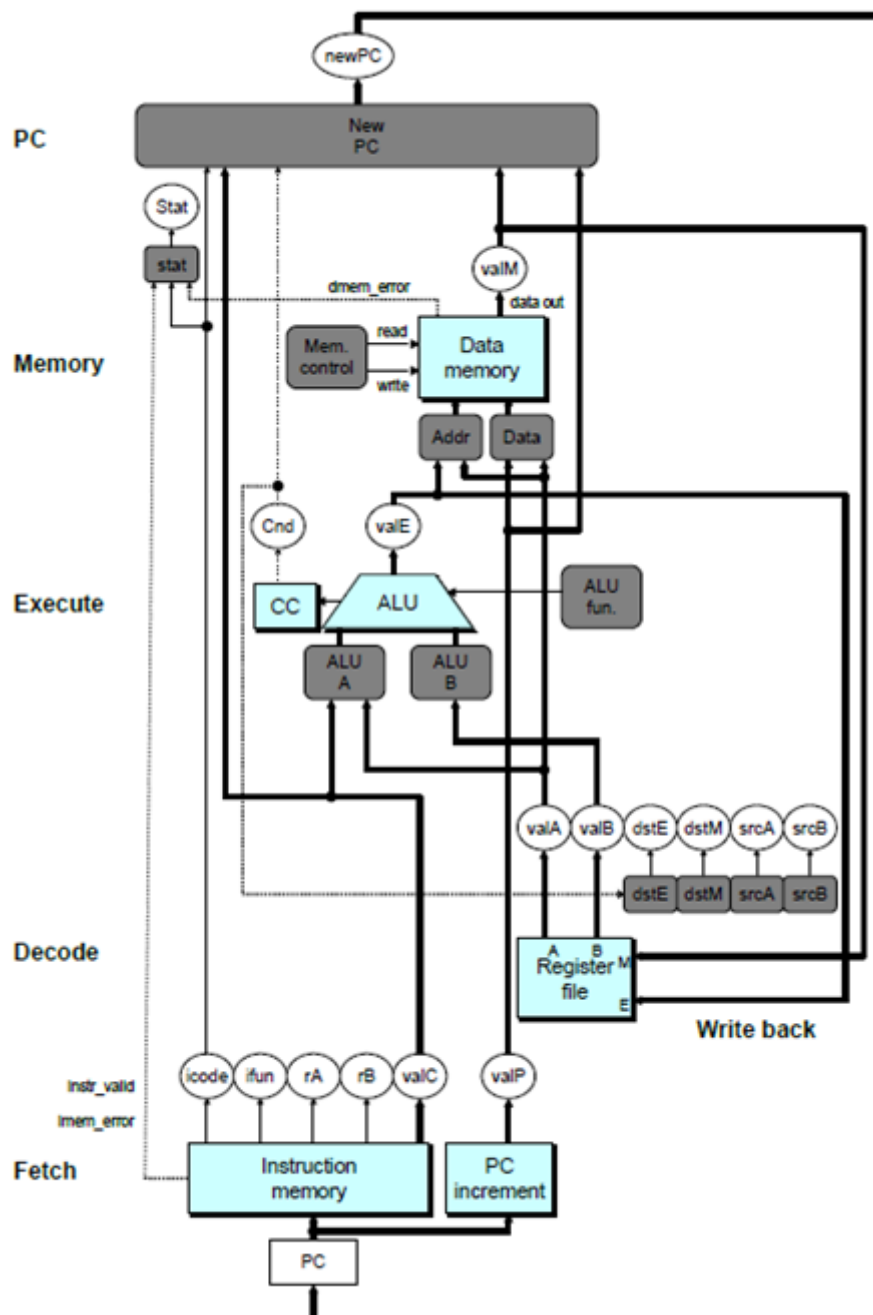 newPC
PC
New
PC
Stat
stat
valM
dmem_error
data out
Memory
Mem.
control
read
write
Data
memory
Addr
Data
Cnd
valE
Execute
CC
ALU
ALU
fun.
ALU
A
ALU
B
valA
valB
dstE
dstM
srcA
srcB
dstE
dstM
srcA
srcB
Decode
A
B
M
Register
file
E
Write back
icode
ifun
rA
rB
valC
valP
Instr_valid
Imem_error
Fetch
Instruction
memory
PC
increment
PC